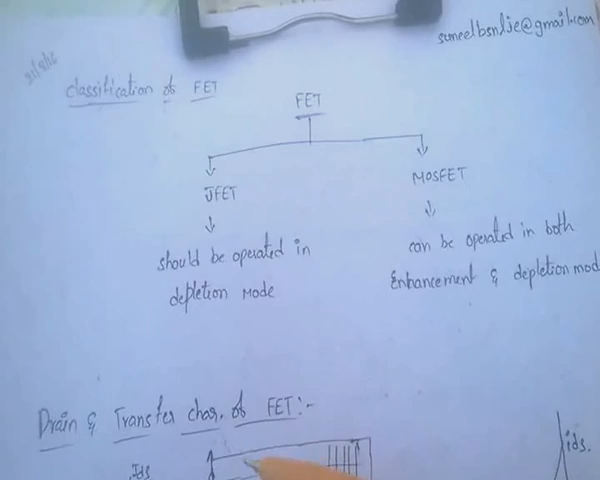 suneelbsnlje@gmail.com
classification of FET
FET
JFET
MOSFET
should be operated in
depletion Mode
can be operated in both
Enhancement & depletion mod
Drain & Transfer char. of FET:-
Ids
ids.